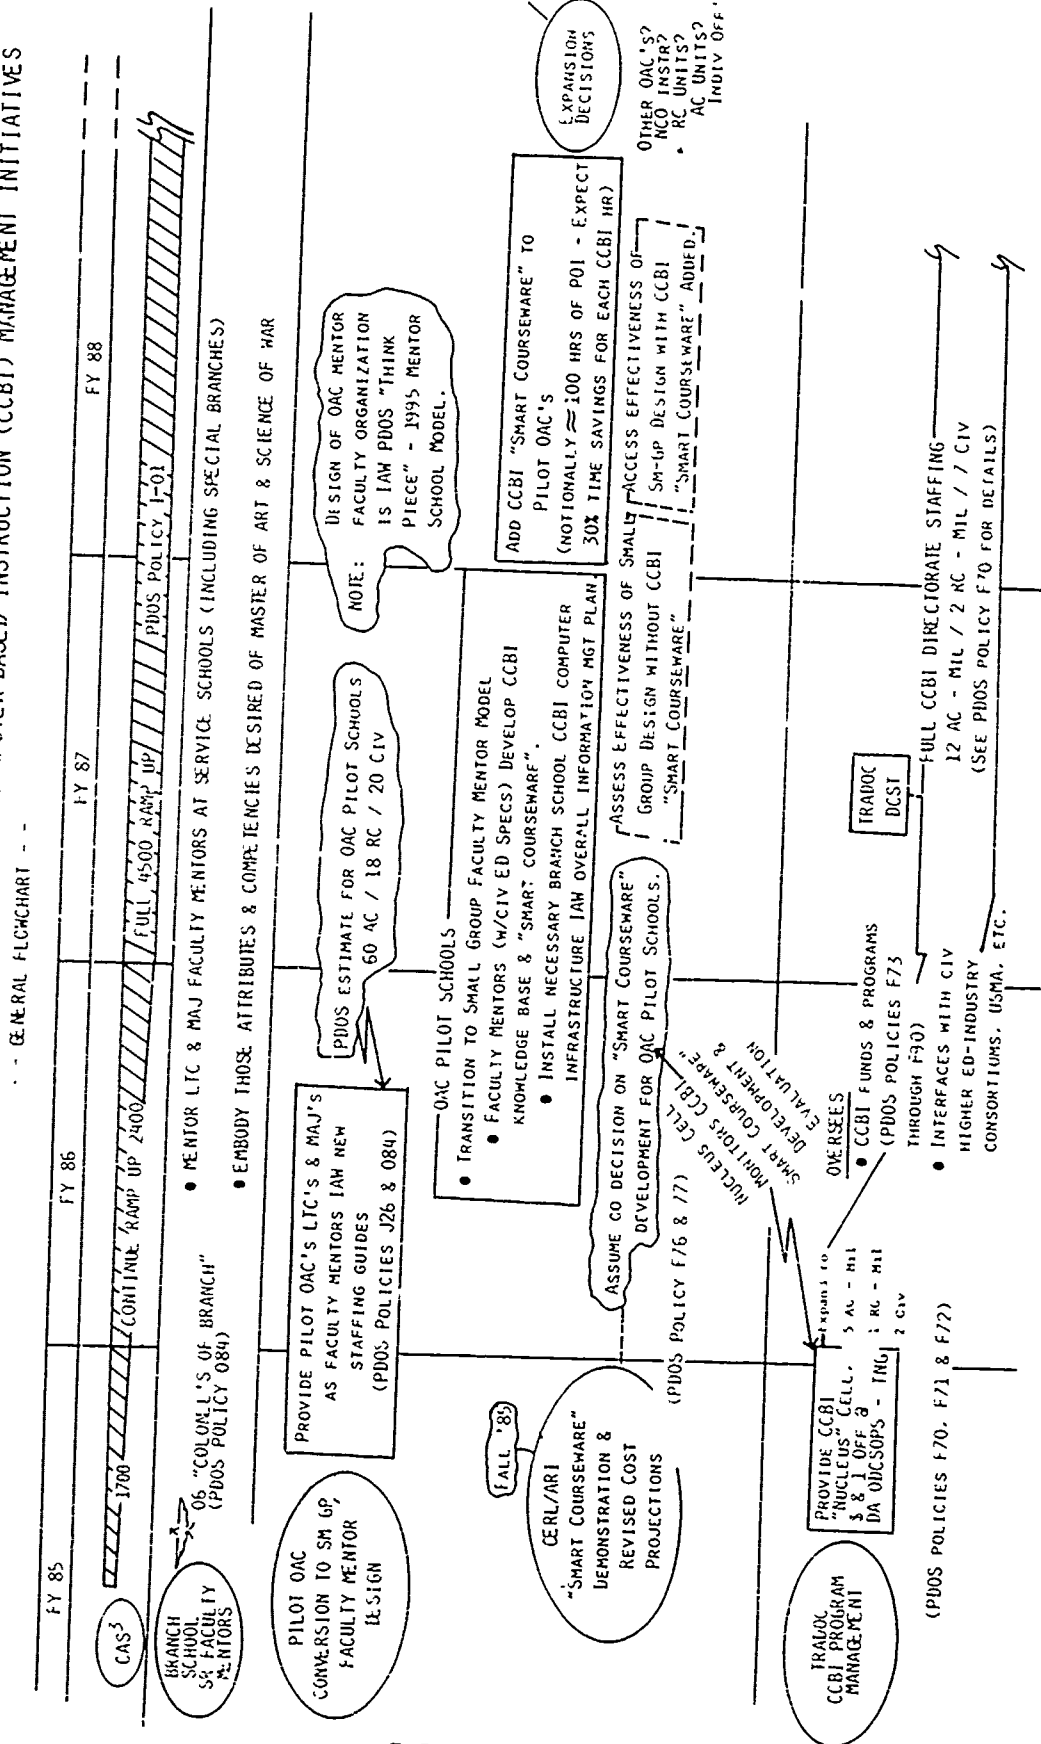 BASED INSTRUCTION (CCBI) MANAGEMENT INITIATIVES
- - GENERAL FLOWCHART - -
FY 85
FY 86
FY 87
FY 88
CAS3
1700
CONTINUE RAMP UP 2400
FULL 4500 RAMP UP
PDOS POLICY I-01
BRANCH
SCHOOL
SR FACULTY
MENTORS
06 "COLONEL'S OF BRANCH"
(PDOS POLICY 084)
• MENTOR LTC & MAJ FACULTY MENTORS AT SERVICE SCHOOLS (INCLUDING SPECIAL BRANCHES)
• EMBODY THOSE ATTRIBUTES & COMPETENCIES DESIRED OF MASTER OF ART & SCIENCE OF WAR
PILOT OAC
CONVERSION TO SM GP,
FACULTY MENTOR
DESIGN
PROVIDE PILOT OAC'S LTC'S & MAJ'S
AS FACULTY MENTORS IAW NEW
STAFFING GUIDES
(PDOS POLICIES J26 & 084)
PDOS ESTIMATE FOR OAC PILOT SCHOOLS
60 AC / 18 RC / 20 CIV
NOTE:
DESIGN OF OAC MENTOR
FACULTY ORGANIZATION
IS IAW PDOS "THINK
PIECE" - 1995 MENTOR
SCHOOL MODEL.
OAC PILOT SCHOOLS
• TRANSITION TO SMALL GROUP FACULTY MENTOR MODEL
• FACULTY MENTORS (W/CIV ED SPECS) DEVELOP CCBI
KNOWLEDGE BASE & "SMART COURSEWARE".
• INSTALL NECESSARY BRANCH SCHOOL CCBI COMPUTER
INFRASTRUCTURE IAW OVERALL INFORMATION MGT PLAN.
ADD CCBI "SMART COURSEWARE" TO
PILOT OAC'S
(NOTIONALLY ≈ 100 HRS OF POI - EXPECT
30% TIME SAVINGS FOR EACH CCBI HR)
EXPANSION
DECISIONS
OTHER OAC'S?
NCO INSTR?
• RC UNITS?
AC UNITS?
INDIV OFF'
FALL '85
CERL/ARI
"SMART COURSEWARE"
DEMONSTRATION &
REVISED COST
PROJECTIONS
ASSUME GO DECISION ON "SMART COURSEWARE"
DEVELOPMENT FOR OAC PILOT SCHOOLS.
(PDOS POLICY F76 & 77)
ASSESS EFFECTIVENESS OF SMALL
GROUP DESIGN WITHOUT CCBI
"SMART COURSEWARE"
ACCESS EFFECTIVENESS OF
SM-GP DESIGN WITH CCBI
"SMART COURSEWARE" ADDED.
NUCLEUS CELL
MONITORS CCBI
SMART COURSEWARE"
DEVELOPMENT &
EVALUATION
TRADOC
CCBI PROGRAM
MANAGEMENT
PROVIDE CCBI
"NUCLEUS" CELL.
$ & 1 OFF @
DA ODCSOPS - TNG
Expand to
5 AC - Mil
1 RC - Mil
2 Civ
(PDOS POLICIES F70, F71 & F72)
OVERSEES
• CCBI FUNDS & PROGRAMS
(PDOS POLICIES F73
THROUGH F90)
• INTERFACES WITH CIV
HIGHER ED-INDUSTRY
CONSORTIUMS, USMA, ETC.
TRADOC
DCST
FULL CCBI DIRECTORATE STAFFING
12 AC - MIL / 2 RC - MIL / 7 CIV
(SEE PDOS POLICY F70 FOR DETAILS)